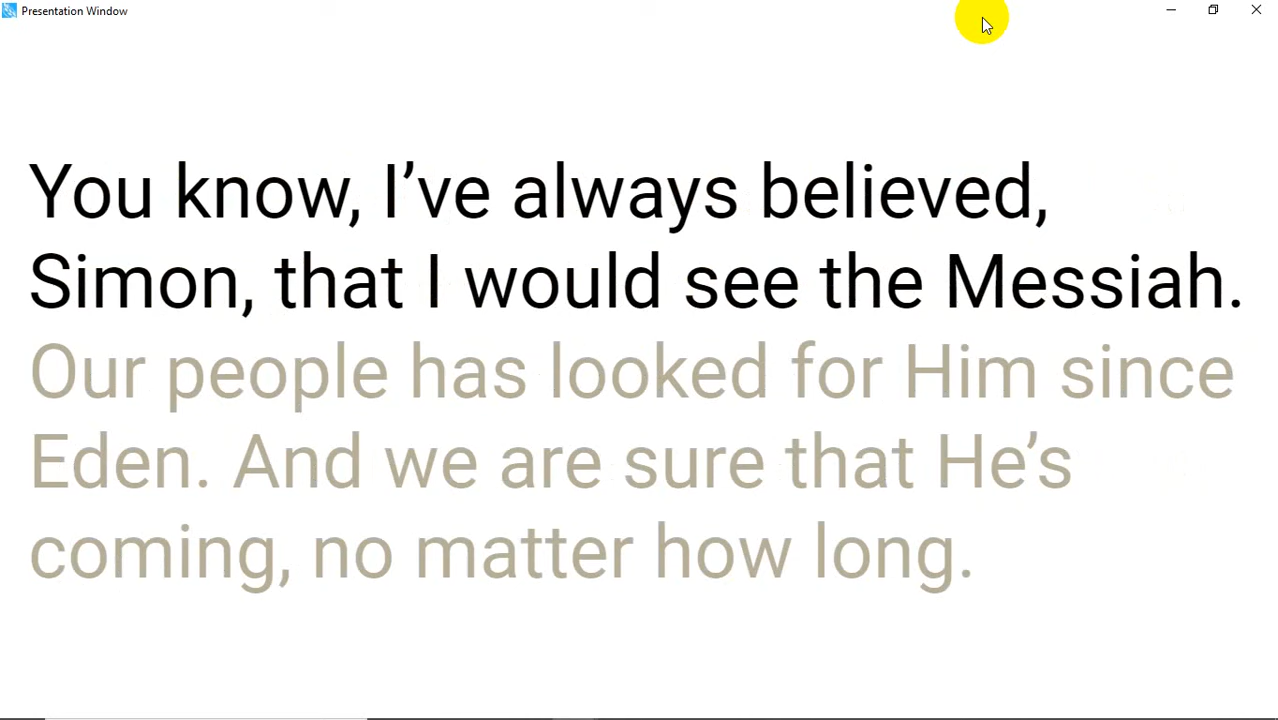 Presentation Window
You know, I’ve always believed,
Simon, that I would see the Messiah.
Our people has looked for Him since
Eden. And we are sure that He’s
coming, no matter how long.